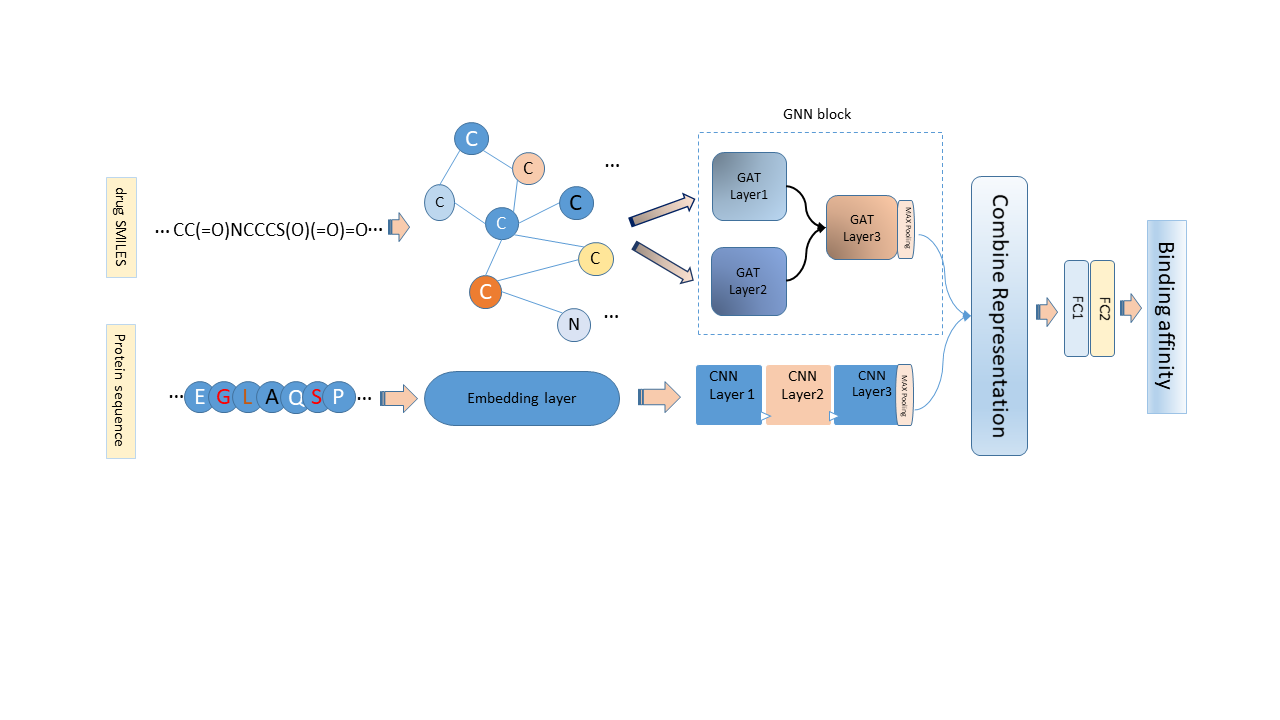 GNN block
drug SMILES
... CC(=O)NCCCS(O)(=O)=O...
C
C
C
C
C
C
C
N
...
...
GAT
Layer1
GAT
Layer2
GAT
Layer3
MAX Pooling
Protein sequence
...EGLAQSP...
Embedding layer
CNN
Layer 1
CNN
Layer2
CNN
Layer3
MAX Pooling
Combine Representation
FC1
FC2
Binding affinity